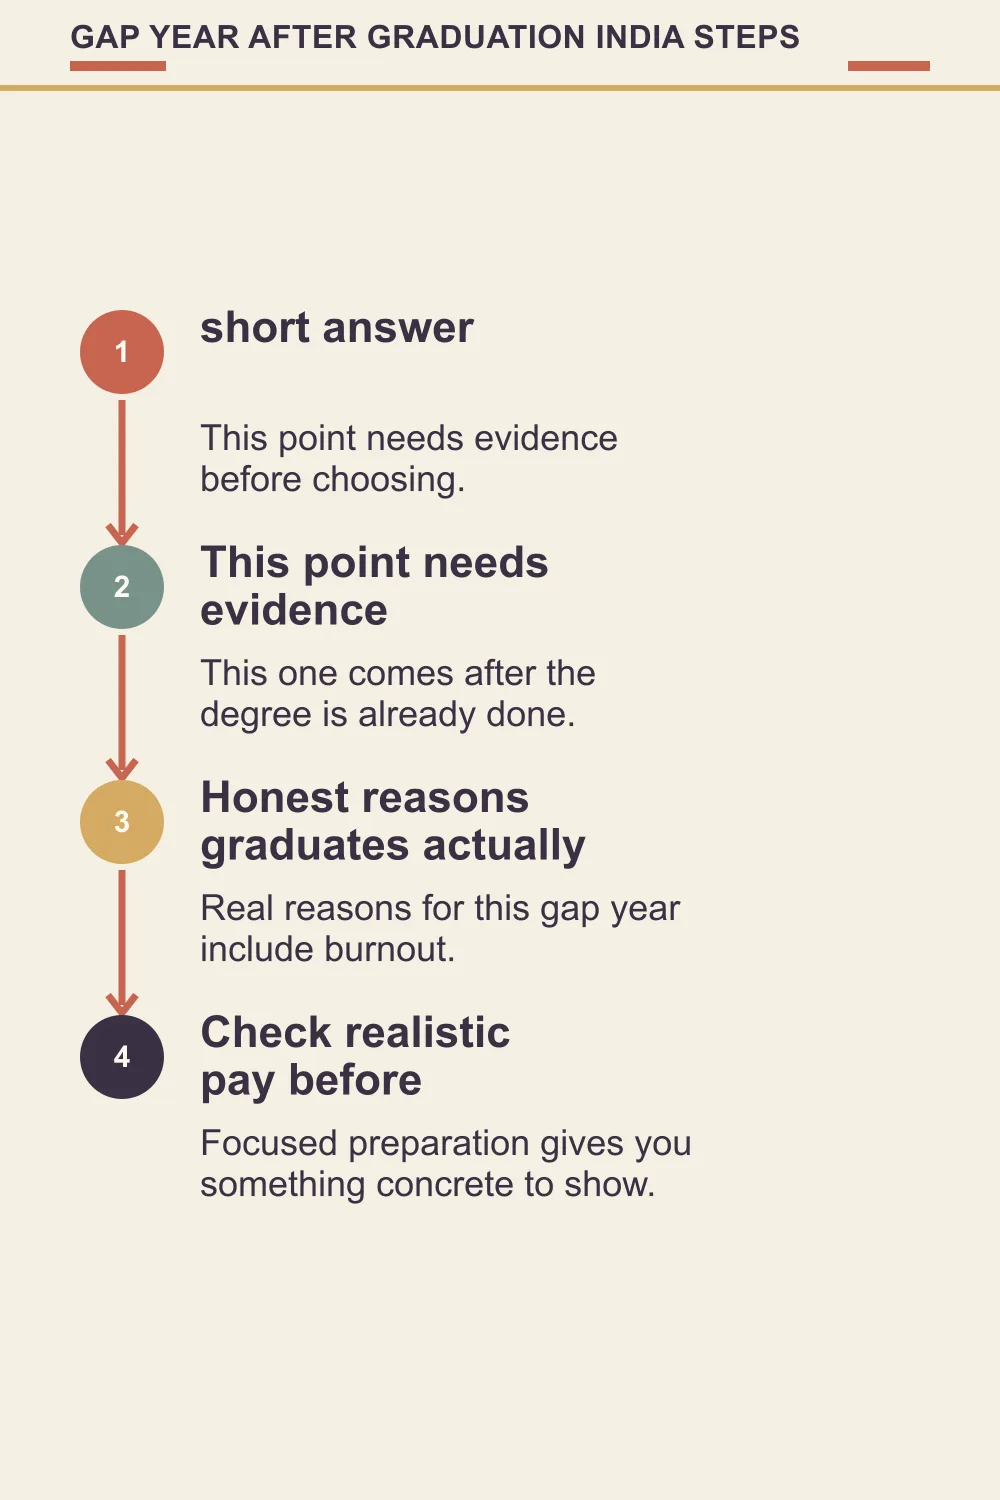 GAP YEAR AFTER GRADUATION INDIA STEPS
1
short answer
This point needs evidence
before choosing.
2
This point needs
evidence
This one comes after the
degree is already done.
3
Honest reasons
graduates actually
Real reasons for this gap year
include burnout.
4
Check realistic
pay before
Focused preparation gives you
something concrete to show.